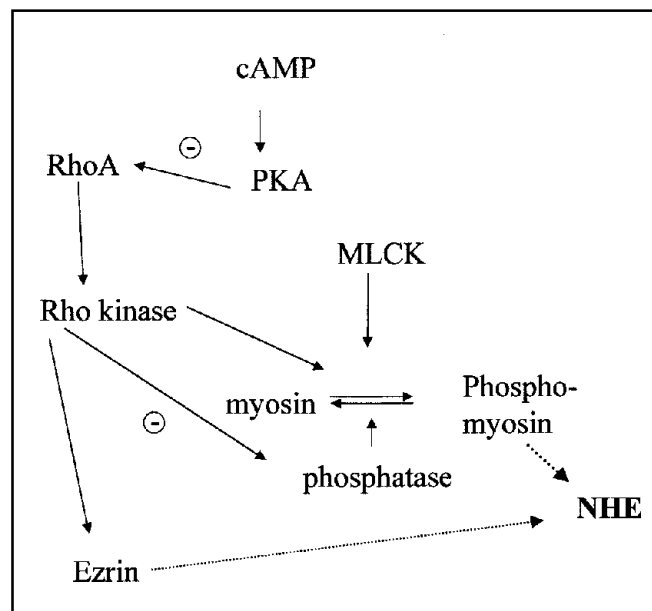 cAMP
-
RhoA
PKA
MLCK
Rho kinase
myosin
Phospho-
myosin
-
phosphatase
NHE
Ezrin